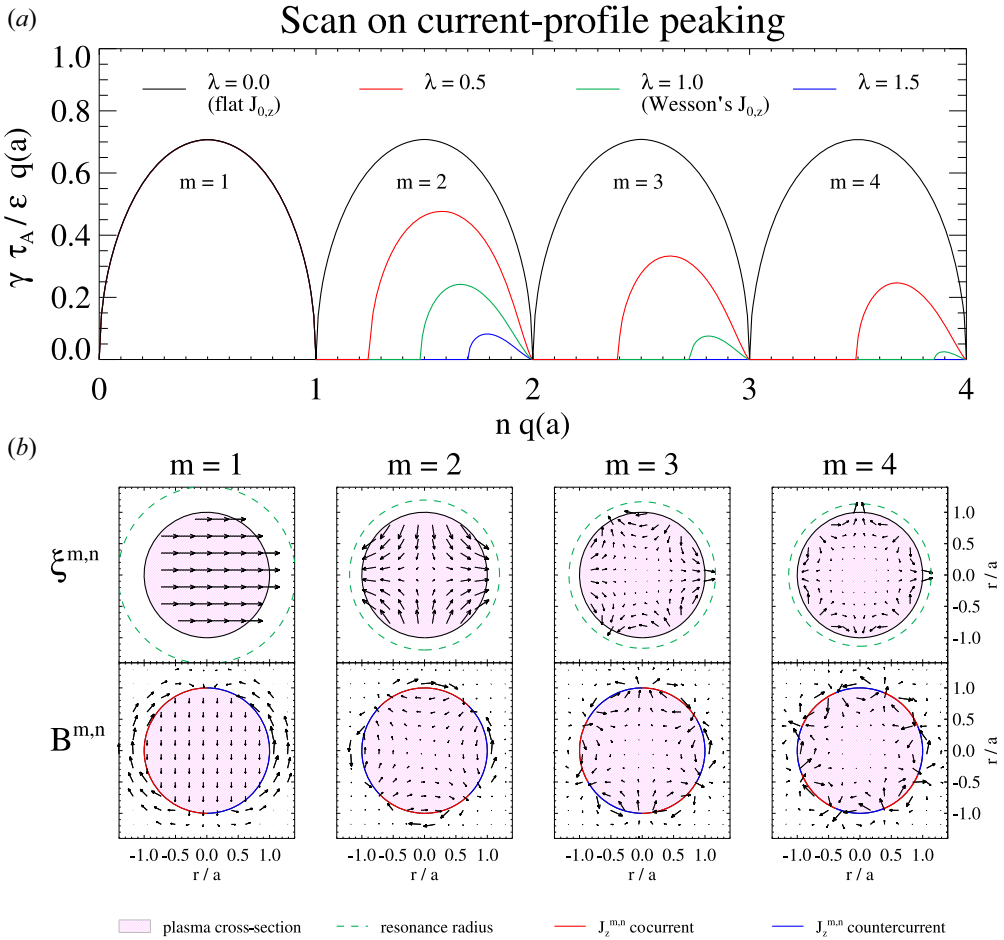 (a)
Scan on current-profile peaking
λ = 0.0
(flat J0,z)
λ = 0.5
λ = 1.0
(Wesson's J0,z)
λ = 1.5
m = 1
m = 2
m = 3
m = 4
γ τA / ε q(a)
1.0
0.8
0.6
0.4
0.2
0.0
0 1 2 3 4
n q(a)
(b)
m = 1 m = 2 m = 3 m = 4
ξm,n
1.0
0.5
0.0
-0.5
-1.0
r / a
Bm,n
1.0
0.5
0.0
-0.5
-1.0
r / a
-1.0 -0.5 0.0 0.5 1.0 -1.0 -0.5 0.0 0.5 1.0 -1.0 -0.5 0.0 0.5 1.0 -1.0 -0.5 0.0 0.5 1.0
r / a r / a r / a r / a
plasma cross-section
resonance radius
Jzm,n cocurrent
Jzm,n countercurrent